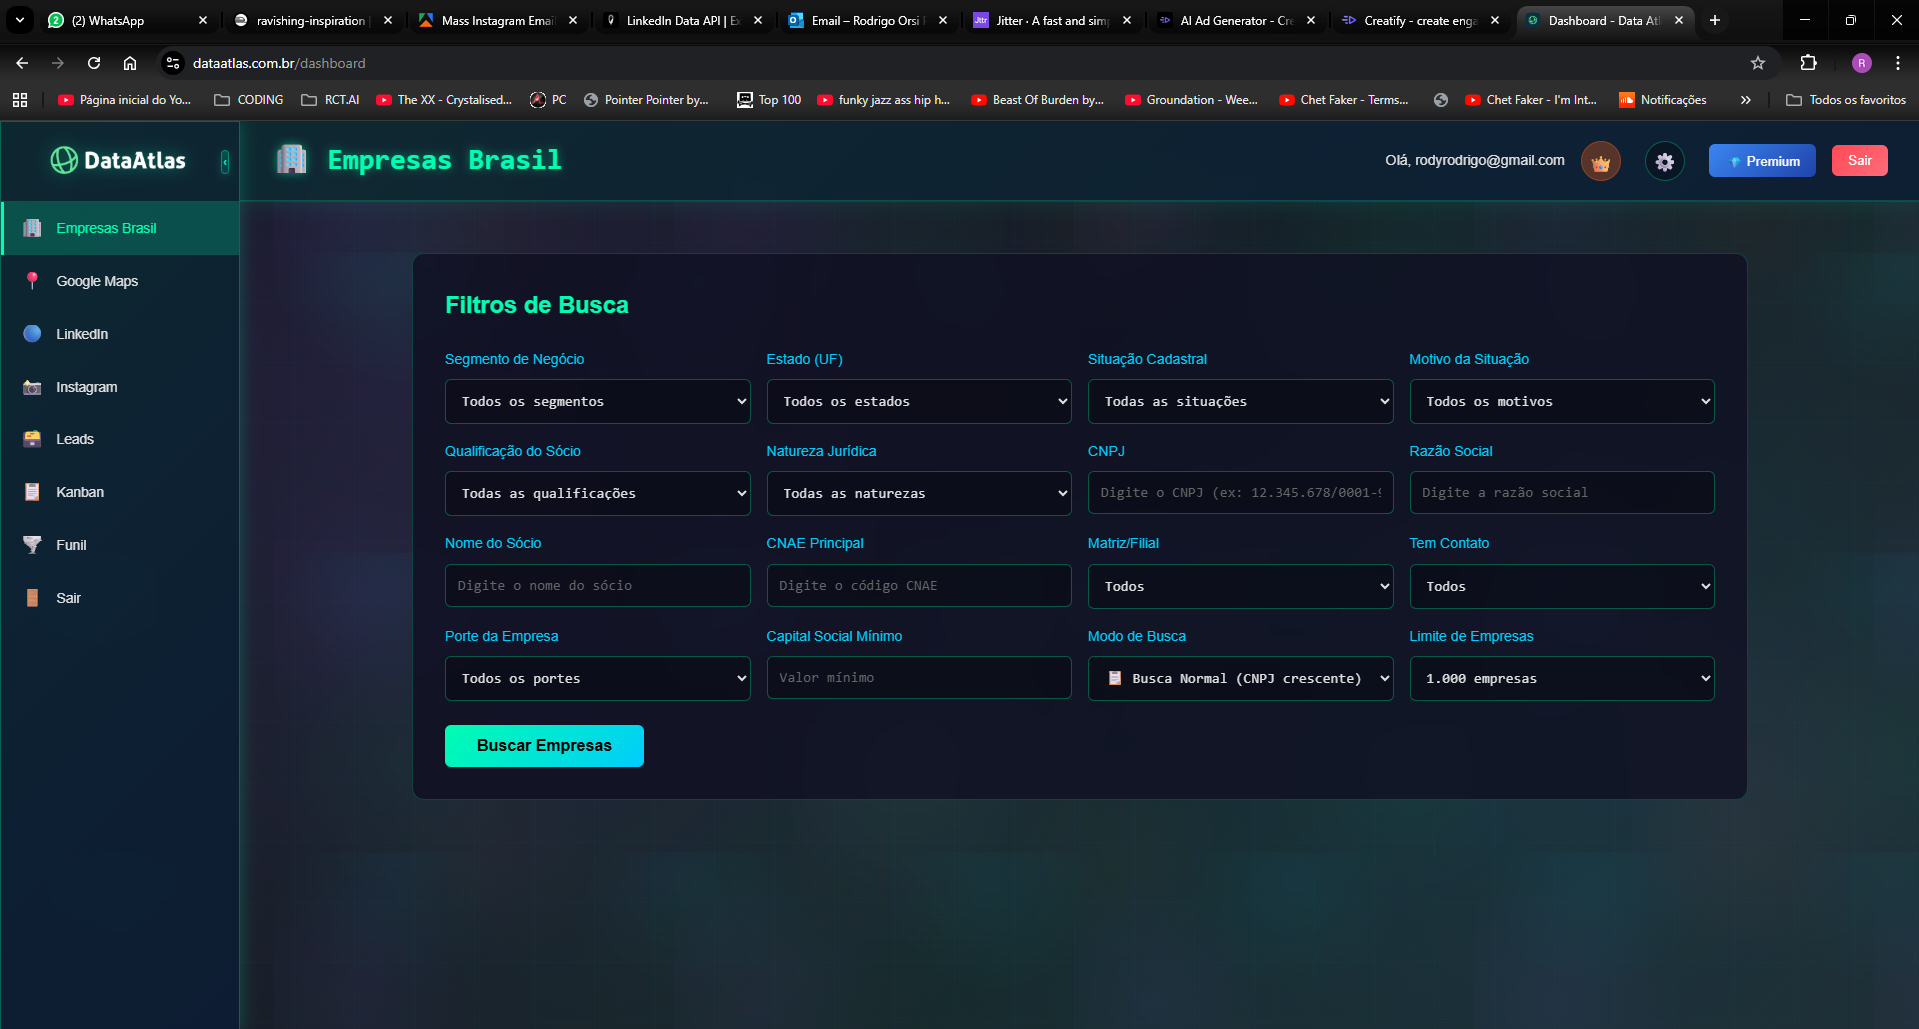 (2) WhatsApp
ravishing-inspiration
Mass Instagram Email
LinkedIn Data API | Ex
Email – Rodrigo Orsi
Jitter · A fast and sim
AI Ad Generator - Cre
Creatify - create enga
Dashboard - Data Atl
dataatlas.com.br/dashboard
R
Página inicial do Yo...
CODING
RCT.AI
The XX - Crystalised...
PC
Pointer Pointer by...
Top 100
funky jazz ass hip h...
Beast Of Burden by...
Groundation - Wee...
Chet Faker - Terms...
Chet Faker - I'm Int...
Notificações
Todos os favoritos
DataAtlas
Empresas Brasil
Olá, rodyrodrigo@gmail.com
Premium
Sair
Empresas Brasil
Google Maps
LinkedIn
Instagram
Leads
Kanban
Funil
Sair
Filtros de Busca
Segmento de Negócio
Estado (UF)
Situação Cadastral
Motivo da Situação
Todos os segmentos
Todos os estados
Todas as situações
Todos os motivos
Qualificação do Sócio
Natureza Jurídica
CNPJ
Razão Social
Todas as qualificações
Todas as naturezas
Digite o CNPJ (ex: 12.345.678/0001-9
Digite a razão social
Nome do Sócio
CNAE Principal
Matriz/Filial
Tem Contato
Digite o nome do sócio
Digite o código CNAE
Todos
Todos
Porte da Empresa
Capital Social Mínimo
Modo de Busca
Limite de Empresas
Todos os portes
Valor mínimo
Busca Normal (CNPJ crescente)
1.000 empresas
Buscar Empresas